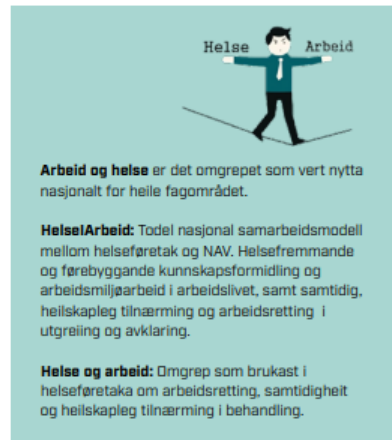 Helse Arbeid
Arbeid og helse er det omgrepet som vert nytta
nasjonalt for heile fagområdet.
HelseIArbeid: Todel nasjonal samarbeidsmodell
mellom helseføretak og NAV. Helsefremmande
og førebyggande kunnskapsformidling og
arbeidsmiljøarbeid i arbeidslivet, samt samtidig,
heilskapleg tilnærming og arbeidsretting i
utgreiing og avklaring.
Helse og arbeid: Omgrep som brukast i
helseføretaka om arbeidsretting, samtidigheit
og heilskapleg tilnærming i behandling.